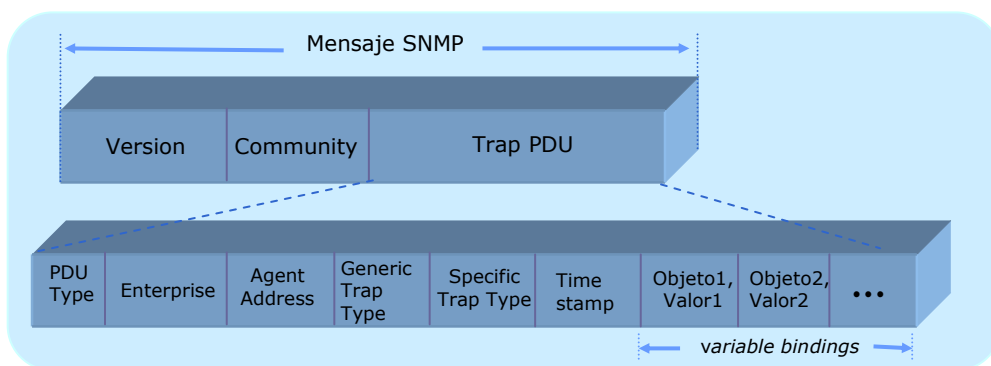 Mensaje SNMP
Version
Community
Trap PDU
PDU
Type
Enterprise
Agent
Address
Generic
Trap
Type
Specific
Trap Type
Time
stamp
Objeto1,
Valor1
Objeto2,
Valor2
•••
variable bindings